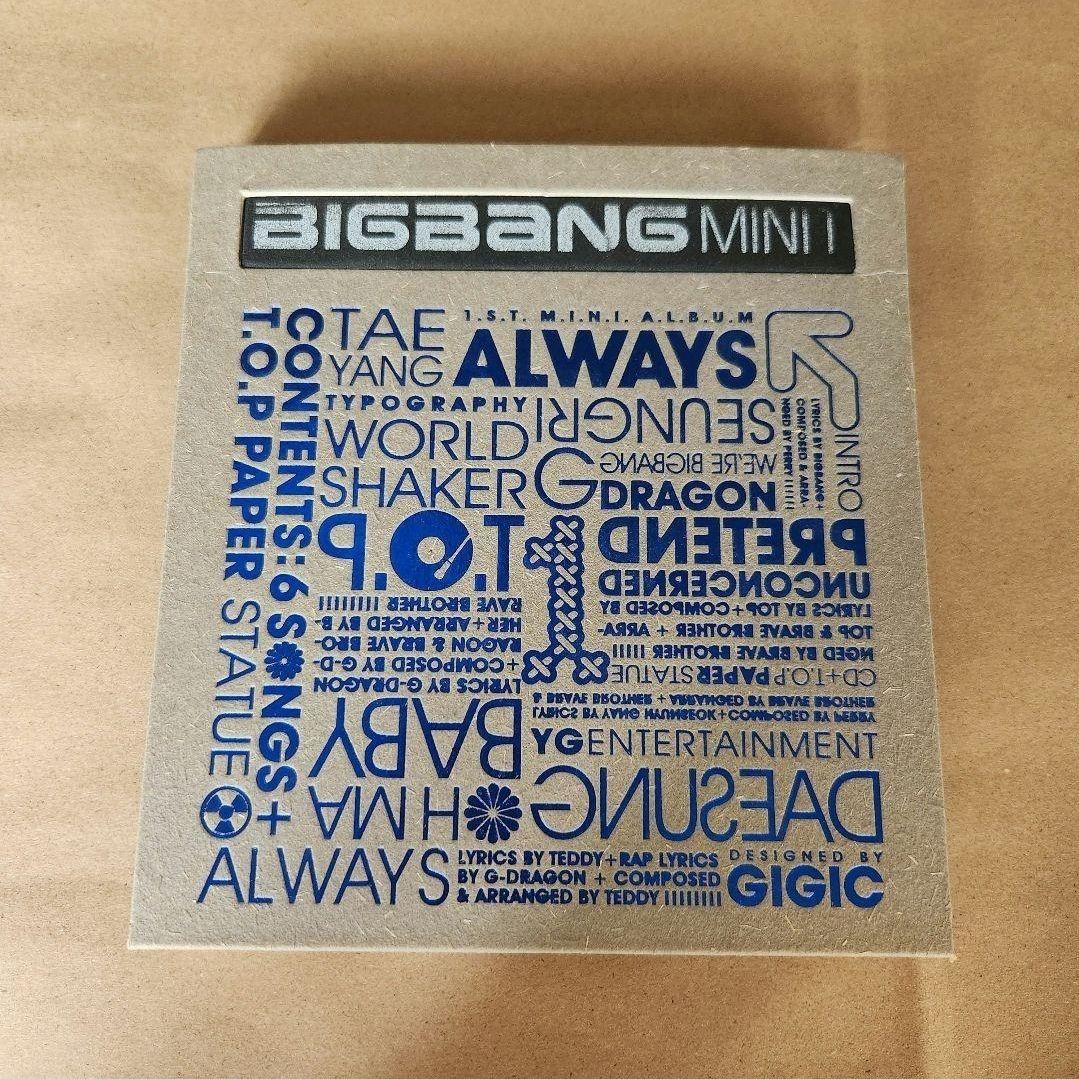 BIGBANG MINI 1
CONTENTS: 6 SONGS +
T.O.P PAPER STATUE
TAE
YANG
1.S.T. M.I.N.I. A.L.B.U.M
ALWAYS
TYPOGRAPHY
SEUNGRI
WORLD
SHAKER
WE'RE BIGBANG
G
DRAGON
INTRO
LYRICS BY BIGBANG +
COMPOSED & ARRA-
NGED BY PERRY !!!!!!
T.O.P
1
PRETEND
UNCONCERNED
LYRICS BY TOP + COMPOSED BY
TOP & BRAVE BROTHER + ARRA-
NGED BY BRAVE BROTHER !!!!!
LYRICS BY G-DRAGON
+ COMPOSED BY G-D-
RAGON & BRAVE BRO-
HER + ARRANGED BY B-
RAVE BROTHER !!!!!!!!
CD+T.O.P PAPER STATUE
LYRICS BY YANG HYUNSEOK + COMPOSED BY PERRY
& BRAVE BROTHER + ARRANGED BY BRAVE BROTHER
YG ENTERTAINMENT
BABY
DAESUNG
OH MA
ALWAYS
LYRICS BY TEDDY + RAP LYRICS
BY G-DRAGON + COMPOSED
& ARRANGED BY TEDDY !!!!!!!!!
DESIGNED BY
GIGIC